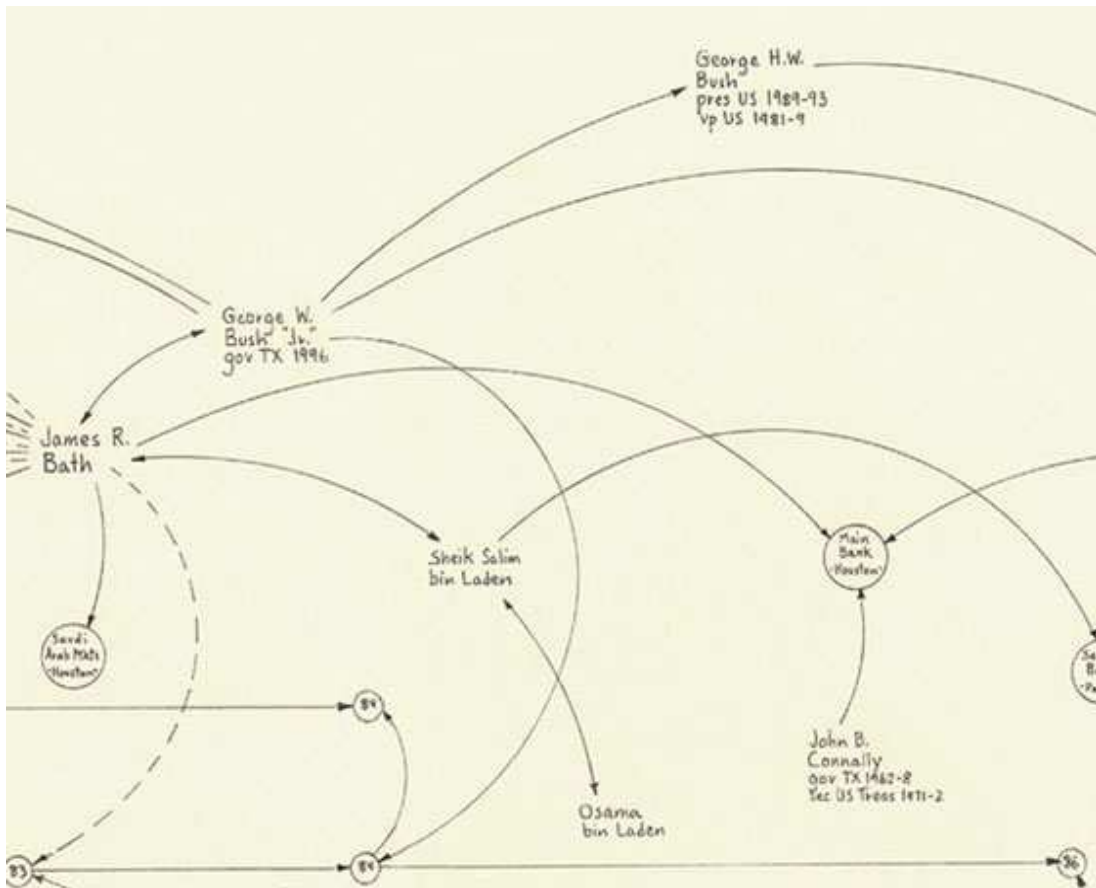 George H.W.
Bush
pres US 1989-93
vp US 1981-9
George W.
Bush "Jr."
gov TX 1996
James R.
Bath
Sheik Salim
bin Laden
Main
Bank
-Houston-
Saudi
Arab
-Houston-
84
John B.
Connally
gov TX 1962-8
Sec US Treas 1971-2
Osama
bin Laden
83
84
86